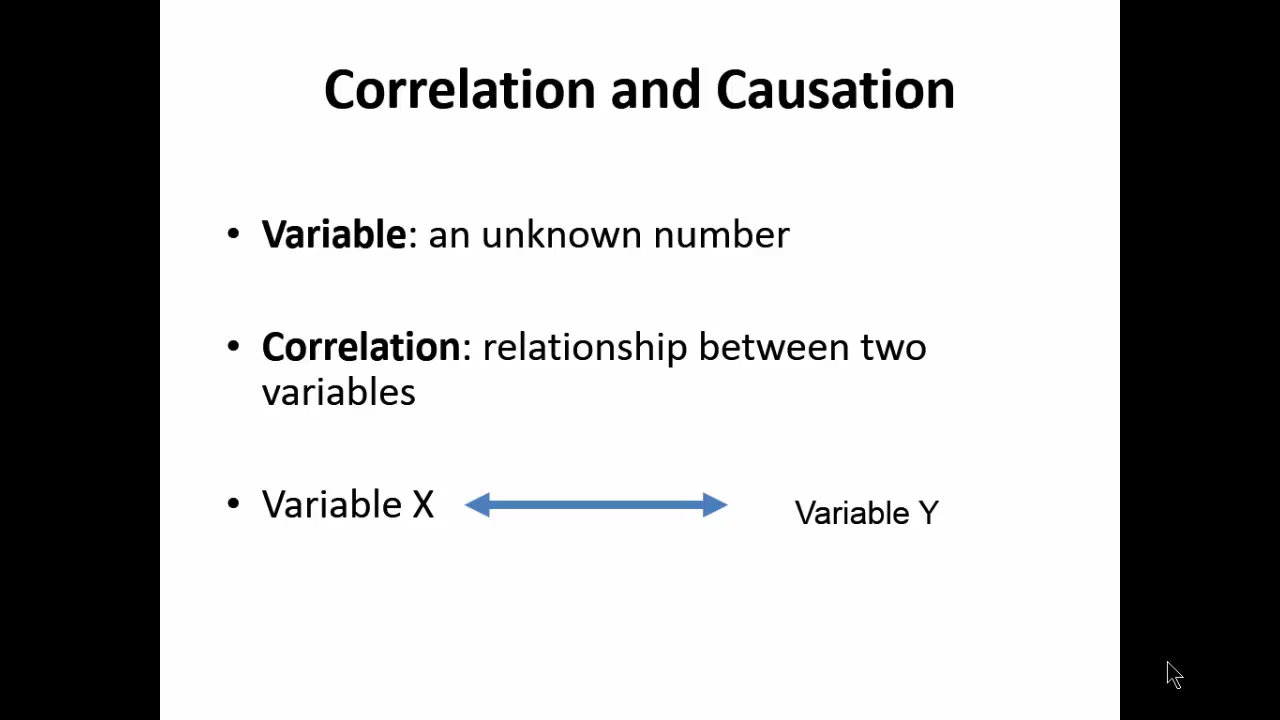 Correlation and Causation
• Variable: an unknown number
• Correlation: relationship between two
variables
• Variable X
Variable Y